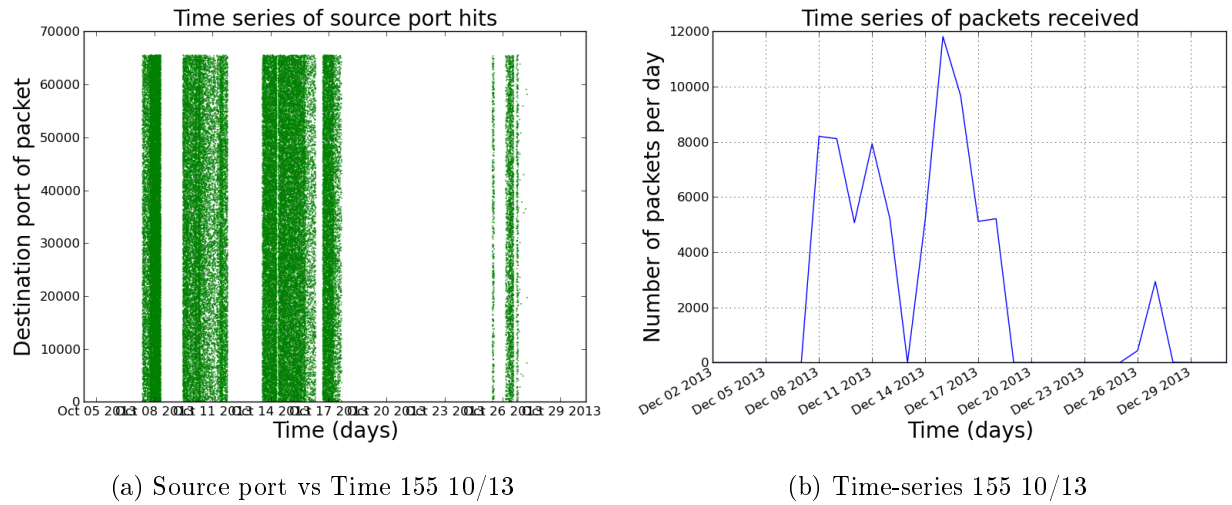 Time series of source port hits
Destination port of packet
70000
60000
50000
40000
30000
20000
10000
0
Oct 05 2013
Oct 08 2013
Oct 11 2013
Oct 14 2013
Oct 17 2013
Oct 20 2013
Oct 23 2013
Oct 26 2013
Oct 29 2013
Time (days)
(a) Source port vs Time 155 10/13
Time series of packets received
Number of packets per day
12000
10000
8000
6000
4000
2000
0
Dec 02 2013
Dec 05 2013
Dec 08 2013
Dec 11 2013
Dec 14 2013
Dec 17 2013
Dec 20 2013
Dec 23 2013
Dec 26 2013
Dec 29 2013
Time (days)
(b) Time-series 155 10/13